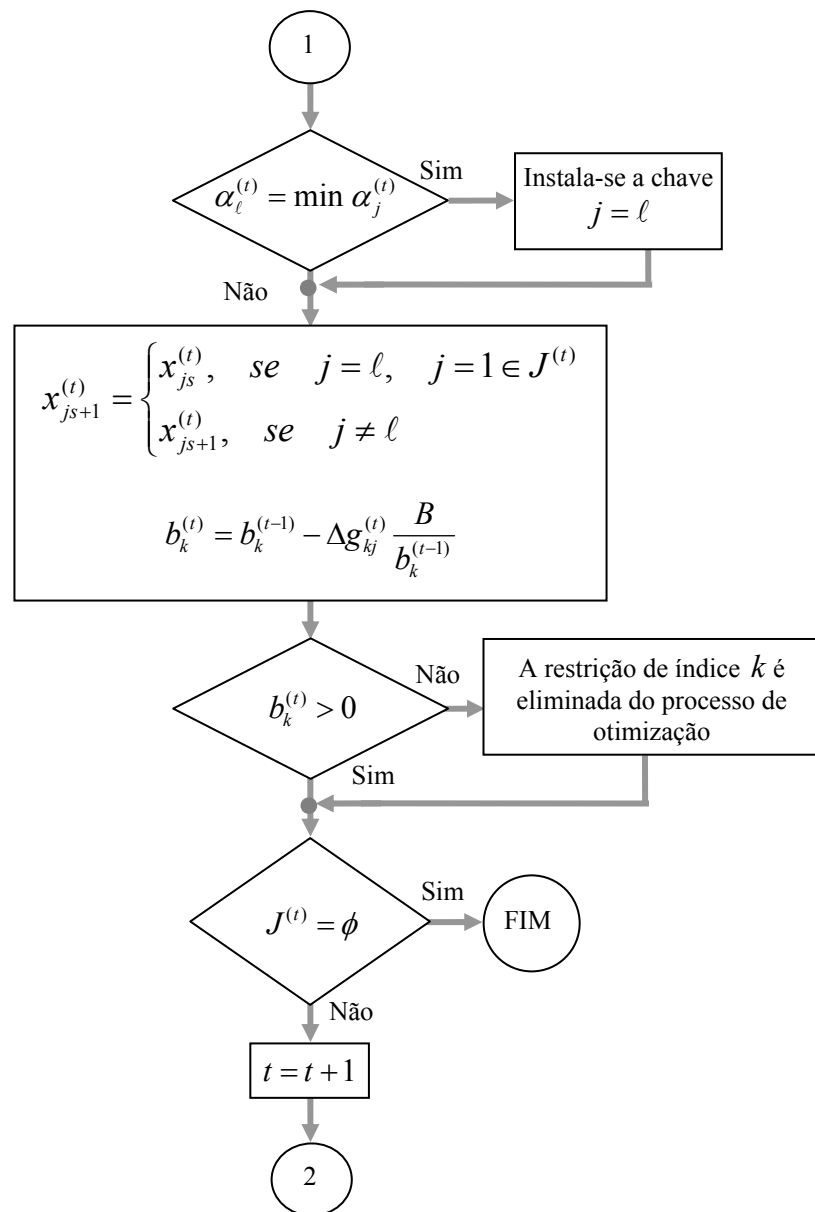 1
α_ℓ^(t) = min α_j^(t)
Sim
Instala-se a chave
j = ℓ
Não
x_{js+1}^(t) = { x_{js}^(t), se j = ℓ, j = 1 ∈ J^(t)
x_{js+1}^(t), se j ≠ ℓ
b_k^(t) = b_k^(t-1) − Δg_{kj}^(t) B / b_k^(t-1)
b_k^(t) > 0
Não
A restrição de índice k é
eliminada do processo de
otimização
Sim
J^(t) = ϕ
Sim
FIM
Não
t = t + 1
2